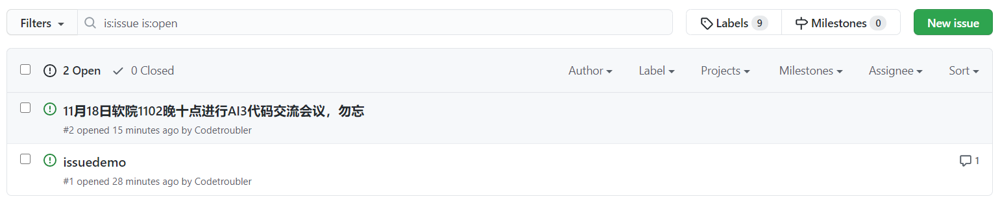 Filters is:issue is:open Labels 9 Milestones 0 New issue
2 Open 0 Closed Author Label Projects Milestones Assignee Sort
11月18日软院1102晚十点进行AI3代码交流会议，勿忘
#2 opened 15 minutes ago by Codetroubler
issuedemo 1
#1 opened 28 minutes ago by Codetroubler